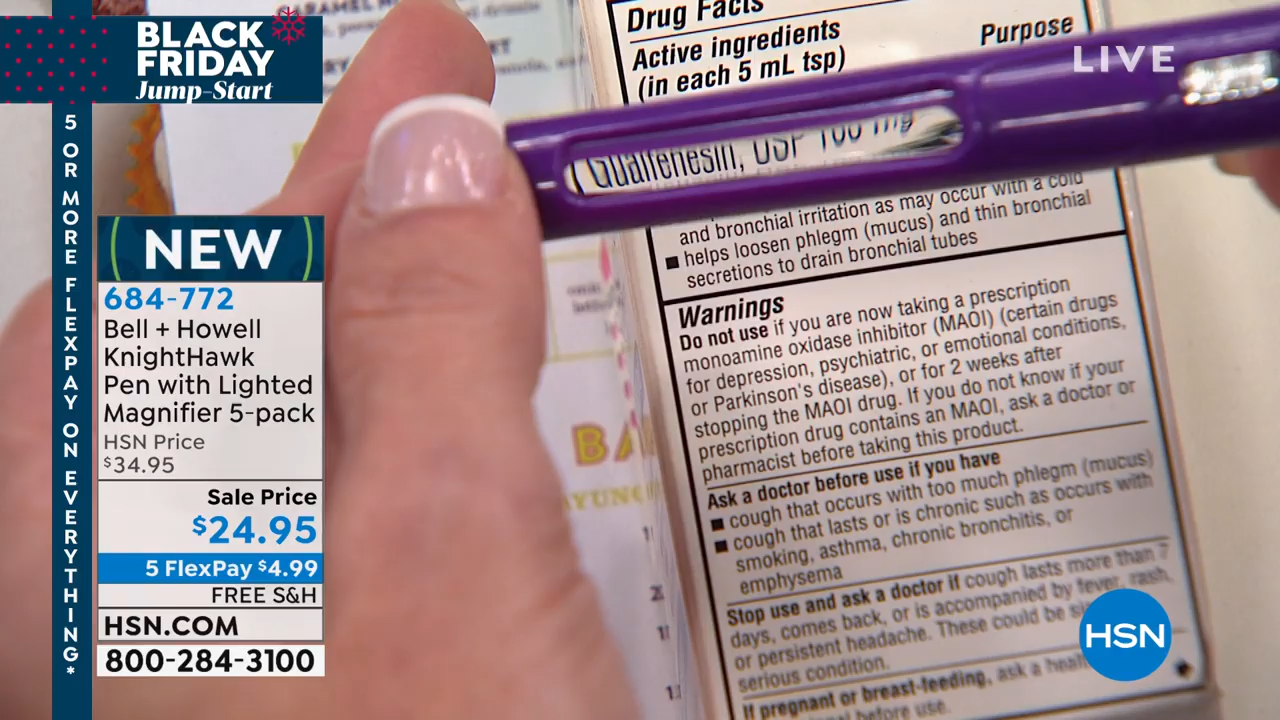 BLACK
FRIDAY
Jump-Start
5 OR MORE FLEXPAY ON EVERYTHING*
( NEW )
684-772
Bell + Howell
KnightHawk
Pen with Lighted
Magnifier 5-pack
HSN Price
$34.95
Sale Price
$24.95
5 FlexPay $4.99
FREE S&H
HSN.COM
800-284-3100
LIVE
Drug Facts
Active ingredients
(in each 5 mL tsp)
Purpose
Guaifenesin, USP 100 mg
and bronchial irritation as may occur with a cold
■ helps loosen phlegm (mucus) and thin bronchial
secretions to drain bronchial tubes
Warnings
Do not use if you are now taking a prescription
monoamine oxidase inhibitor (MAOI) (certain drugs
for depression, psychiatric, or emotional conditions,
or Parkinson's disease), or for 2 weeks after
stopping the MAOI drug. If you do not know if your
prescription drug contains an MAOI, ask a doctor or
pharmacist before taking this product.
Ask a doctor before use if you have
■ cough that occurs with too much phlegm (mucus)
■ cough that lasts or is chronic such as occurs with
smoking, asthma, chronic bronchitis, or
emphysema
Stop use and ask a doctor if cough lasts more than 7
days, comes back, or is accompanied by fever, rash,
or persistent headache. These could be
serious condition.
If pregnant or breast-feeding, ask a
before use.
HSN